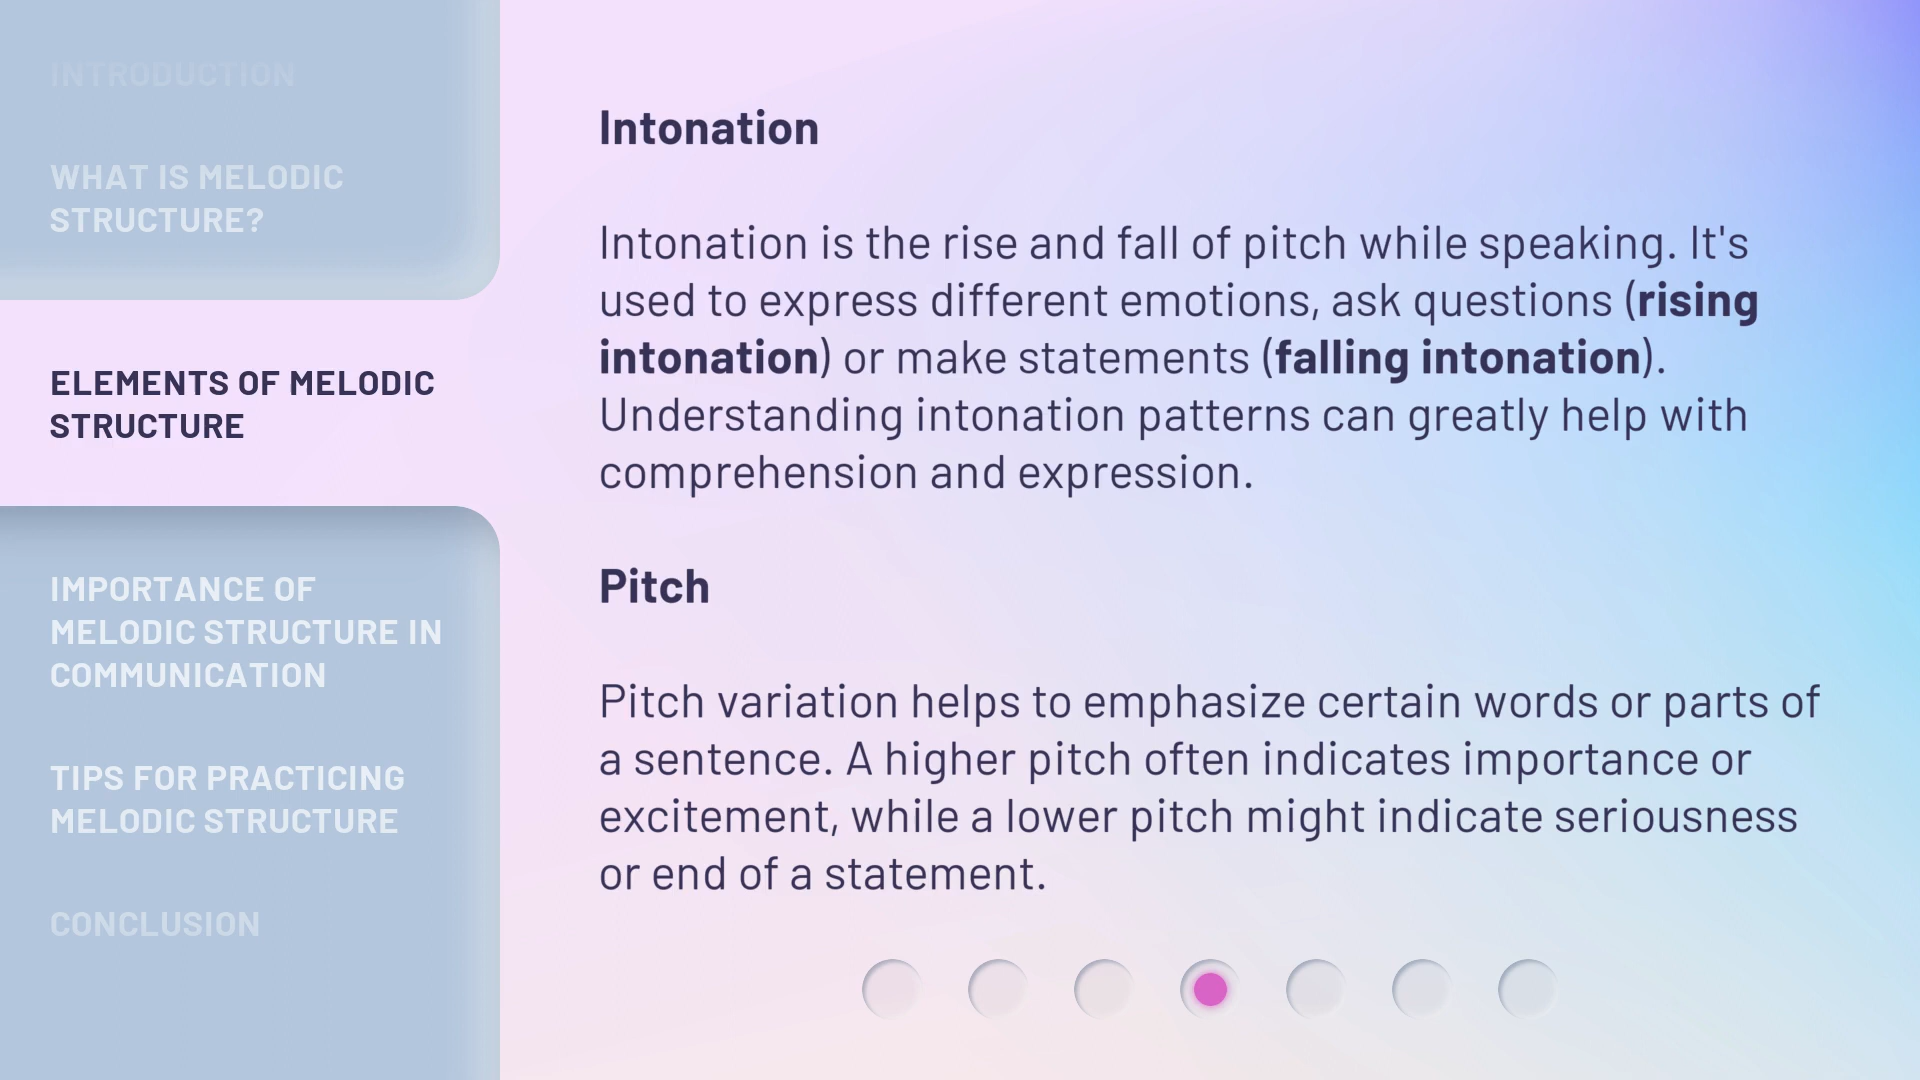 INTRODUCTION
WHAT IS MELODIC
STRUCTURE?
ELEMENTS OF MELODIC
STRUCTURE
IMPORTANCE OF
MELODIC STRUCTURE IN
COMMUNICATION
TIPS FOR PRACTICING
MELODIC STRUCTURE
CONCLUSION
Intonation
Intonation is the rise and fall of pitch while speaking. It's
used to express different emotions, ask questions (rising
intonation) or make statements (falling intonation).
Understanding intonation patterns can greatly help with
comprehension and expression.
Pitch
Pitch variation helps to emphasize certain words or parts of
a sentence. A higher pitch often indicates importance or
excitement, while a lower pitch might indicate seriousness
or end of a statement.